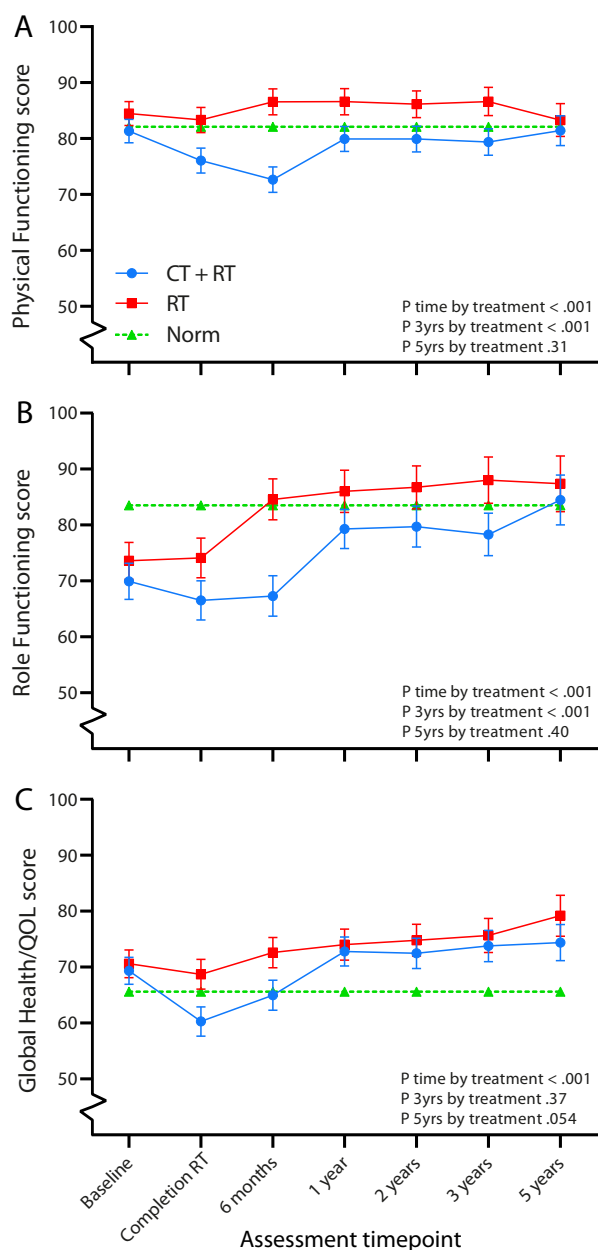 A
100
90
80
70
60
50
Physical Functioning score
CT + RT
RT
Norm
P time by treatment < .001
P 3yrs by treatment < .001
P 5yrs by treatment .31
B
100
90
80
70
60
50
Role Functioning score
P time by treatment < .001
P 3yrs by treatment < .001
P 5yrs by treatment .40
C
100
90
80
70
60
50
Global Health/QOL score
P time by treatment < .001
P 3yrs by treatment .37
P 5yrs by treatment .054
Baseline
Completion RT
6 months
1 year
2 years
3 years
5 years
Assessment timepoint